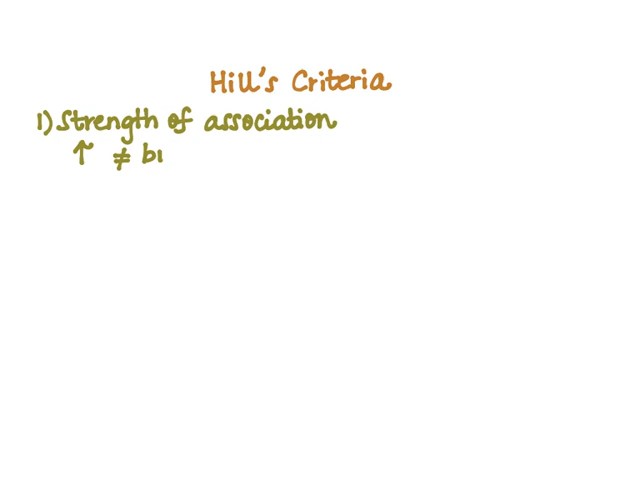 Hill's Criteria
1) Strength of association
↑ ≠